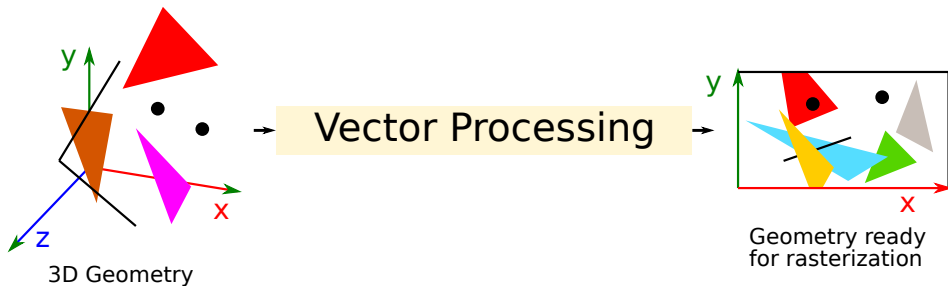 y
x
z
3D Geometry
Vector Processing
y
x
Geometry ready
for rasterization